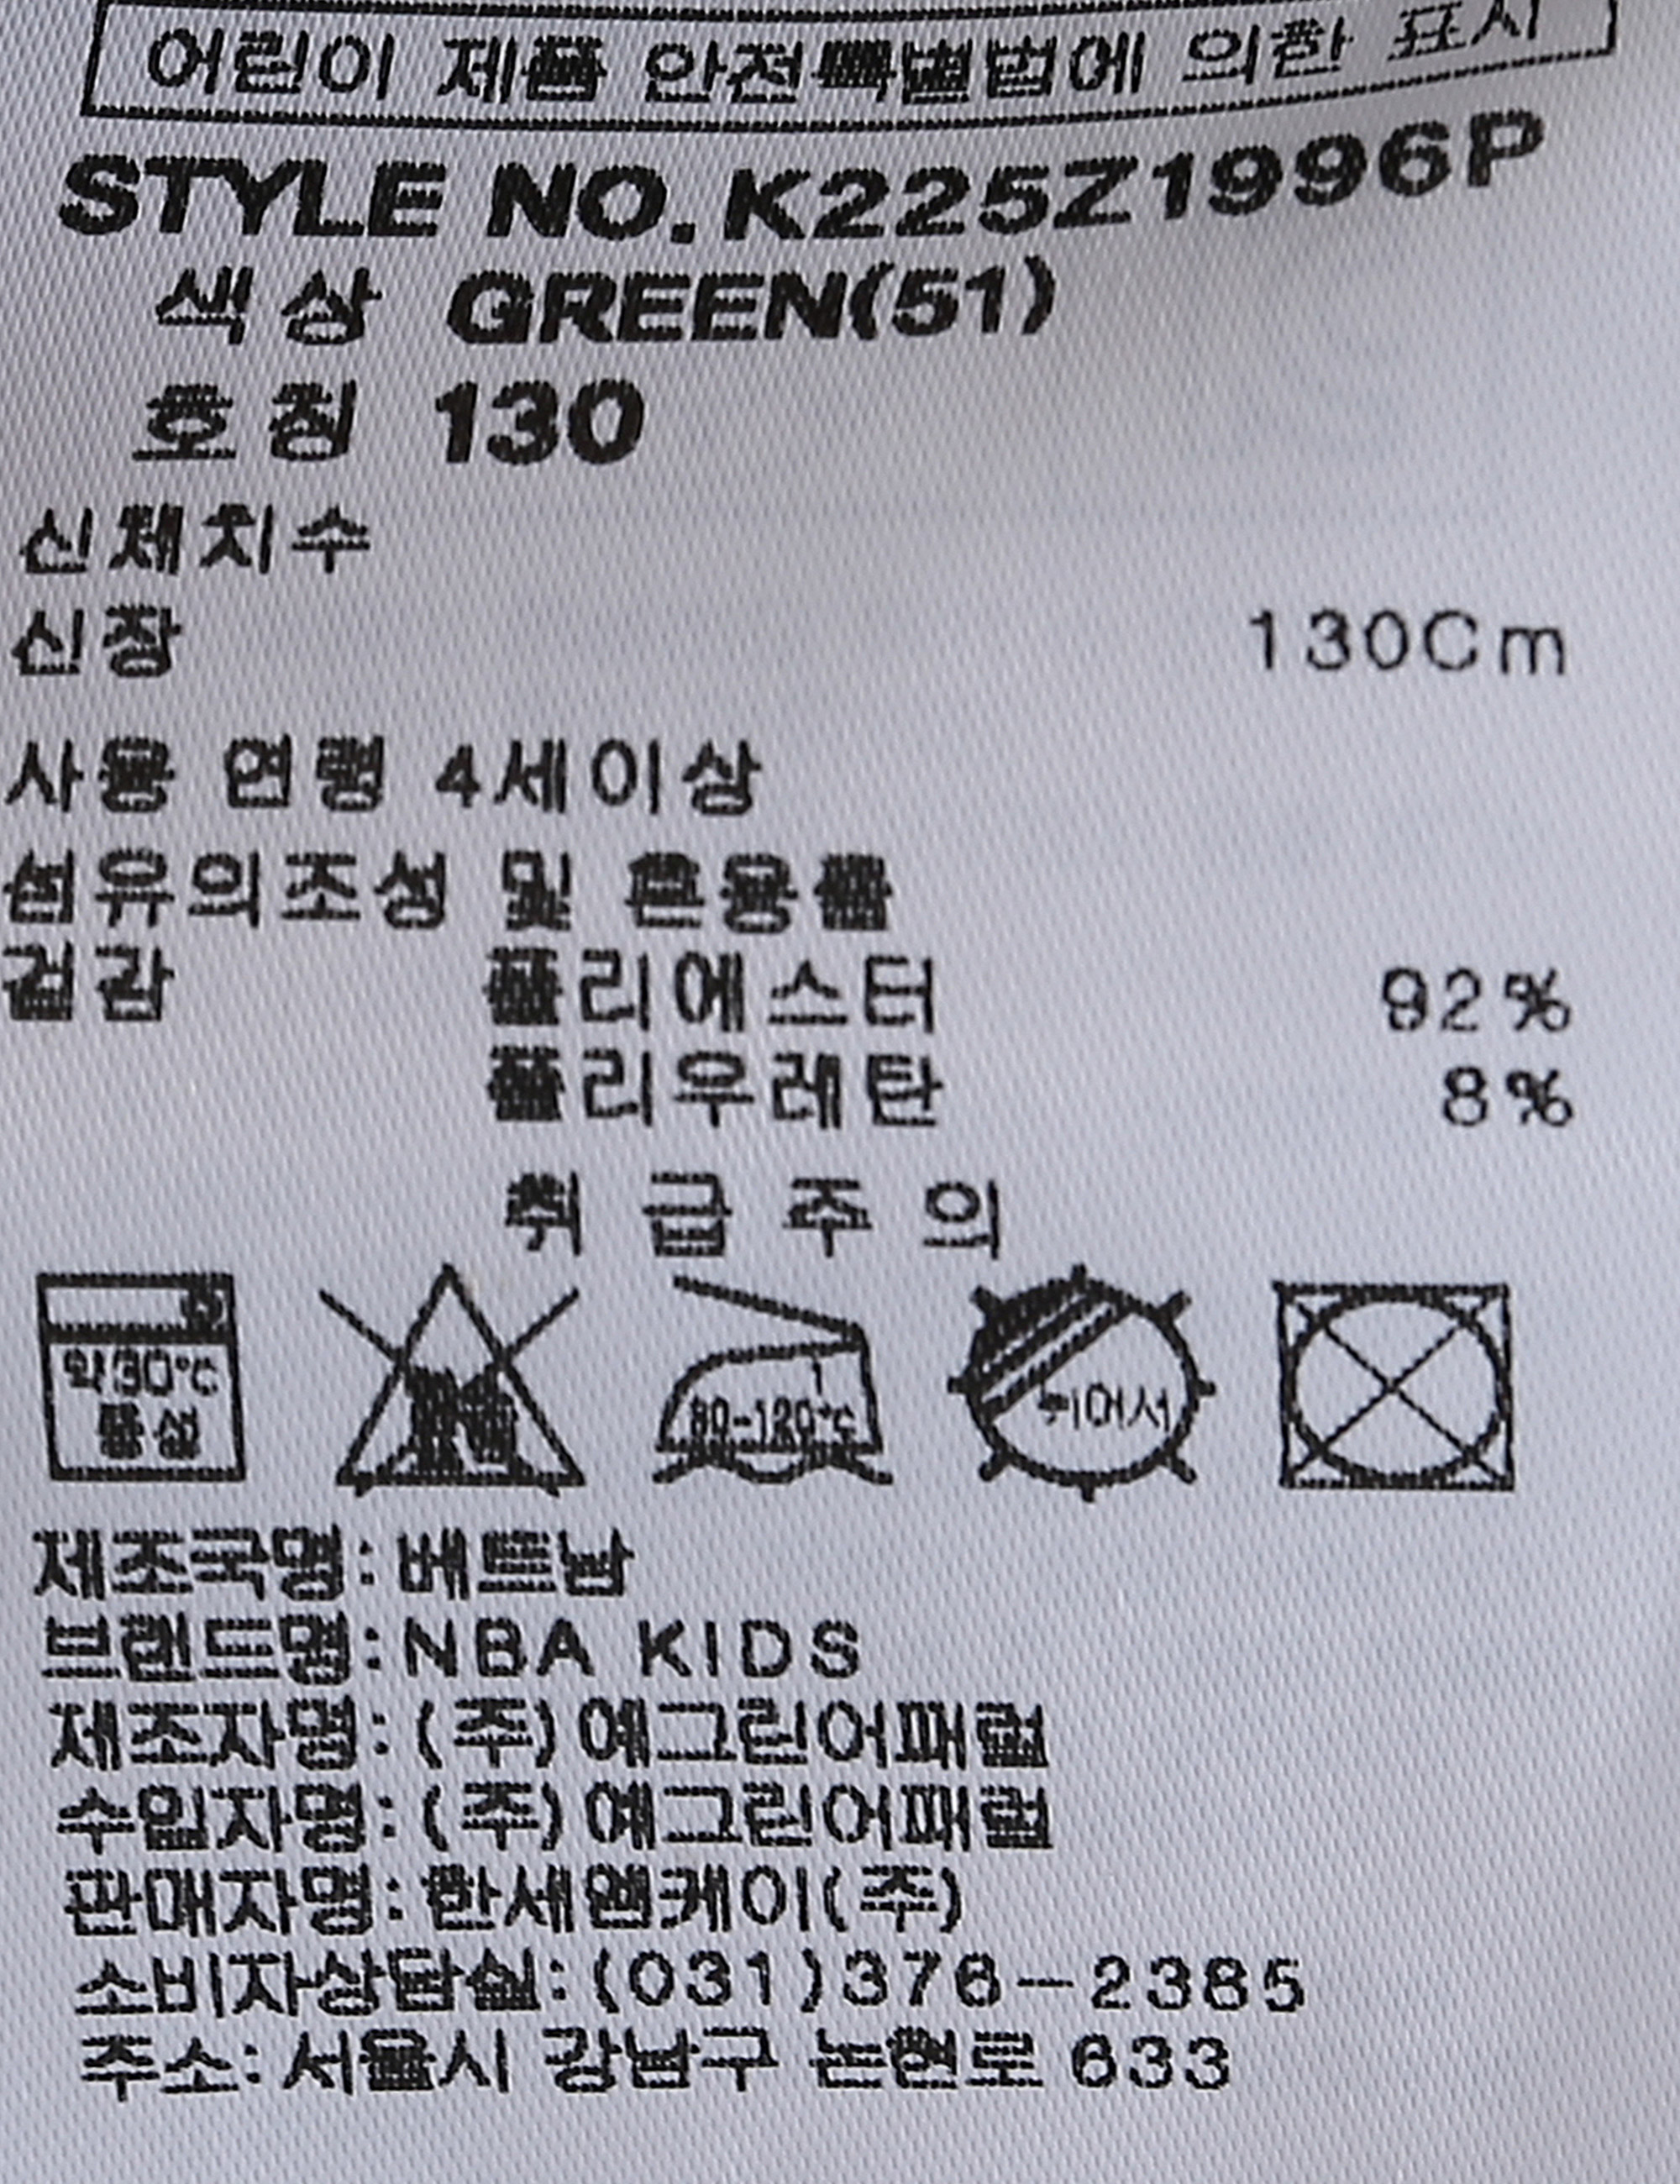 어린이 제품 안전특별법에 의한 표시
STYLE NO. K225Z1996P
색상 GREEN(51)
호칭 130
신체치수
신장 130Cm
사용 연령 4세이상
섬유의조성 및 혼용률
겉감 폴리에스터 92%
폴리우레탄 8%
취급주의
약30℃ 80-120℃ 뉘어서
중성
제조국명: 베트남
브랜드명: NBA KIDS
제조자명: (주) 예그린어패럴
수입자명: (주) 예그린어패럴
판매자명: 한세엠케이(주)
소비자상담실: (031)376-2385
주소: 서울시 강남구 논현로 633